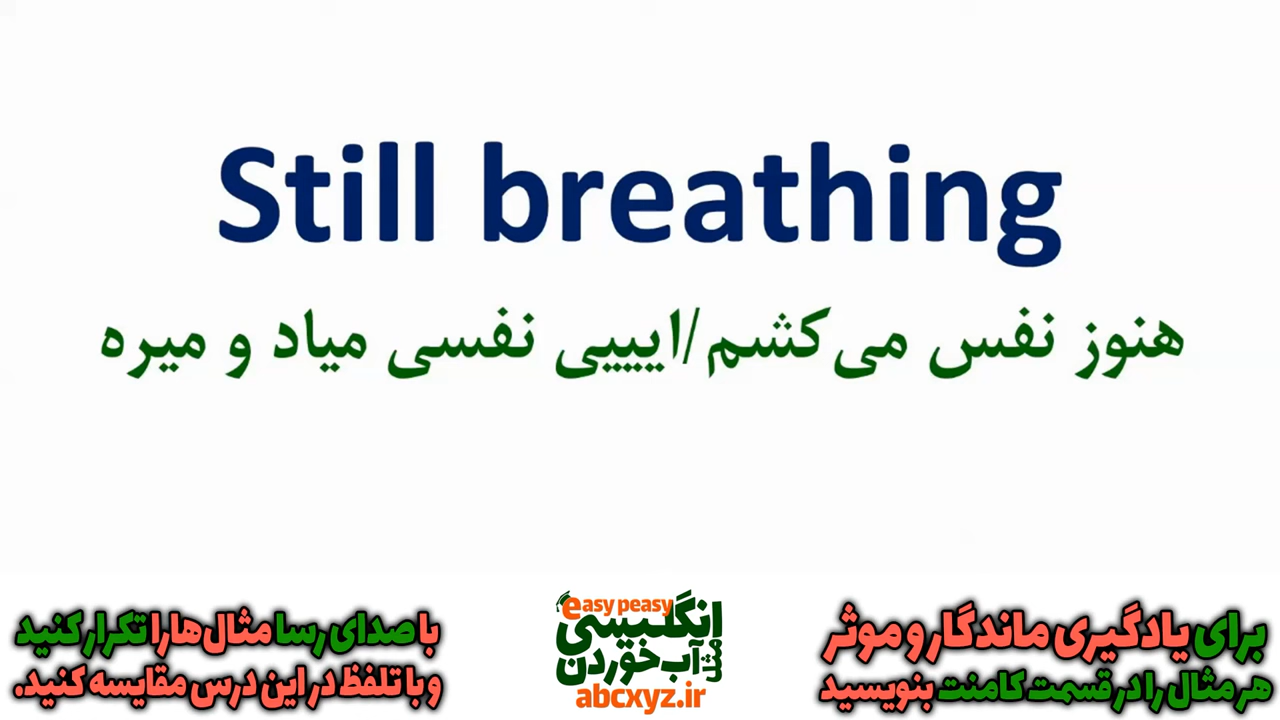 Still breathing
هنوز نفس می‌کشم/اییییی نفسی میاد و میره
برای یادگیری ماندگار و موثر
هر مثال را در قسمت کامنت بنویسید
easy peasy
انگلیسی
مثل آب خوردن
abcxyz.ir
با صدای رسا مثال‌ها را تکرار کنید
و با تلفظ در این درس مقایسه کنید.